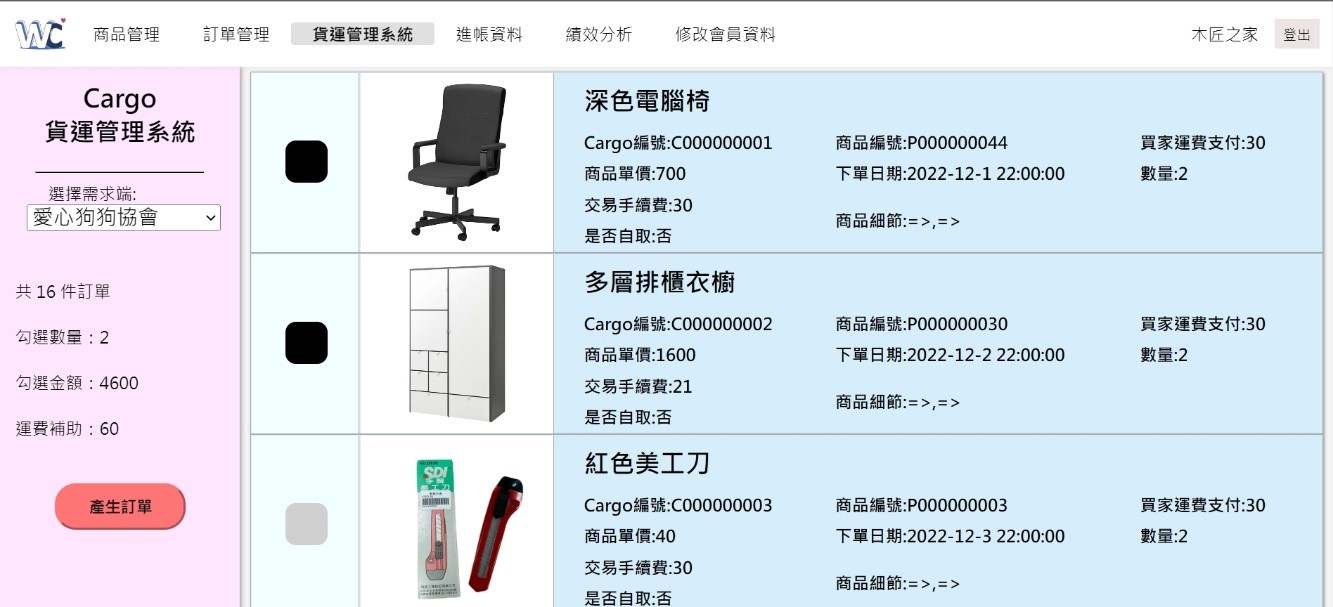 WC 商品管理 訂單管理 貨運管理系統 進帳資料 績效分析 修改會員資料 木匠之家 登出
Cargo
貨運管理系統
選擇需求端:
愛心狗狗協會
共 16 件訂單
勾選數量：2
勾選金額：4600
運費補助：60
產生訂單
深色電腦椅
Cargo編號:C000000001 商品編號:P000000044 買家運費支付:30
商品單價:700 下單日期:2022-12-1 22:00:00 數量:2
交易手續費:30
商品細節:=>,=>
是否自取:否
多層排櫃衣櫥
Cargo編號:C000000002 商品編號:P000000030 買家運費支付:30
商品單價:1600 下單日期:2022-12-2 22:00:00 數量:2
交易手續費:21
商品細節:=>,=>
是否自取:否
SDI
美工刀
紅色美工刀
Cargo編號:C000000003 商品編號:P000000003 買家運費支付:30
商品單價:40 下單日期:2022-12-3 22:00:00 數量:2
交易手續費:30
商品細節:=>,=>
是否自取:否